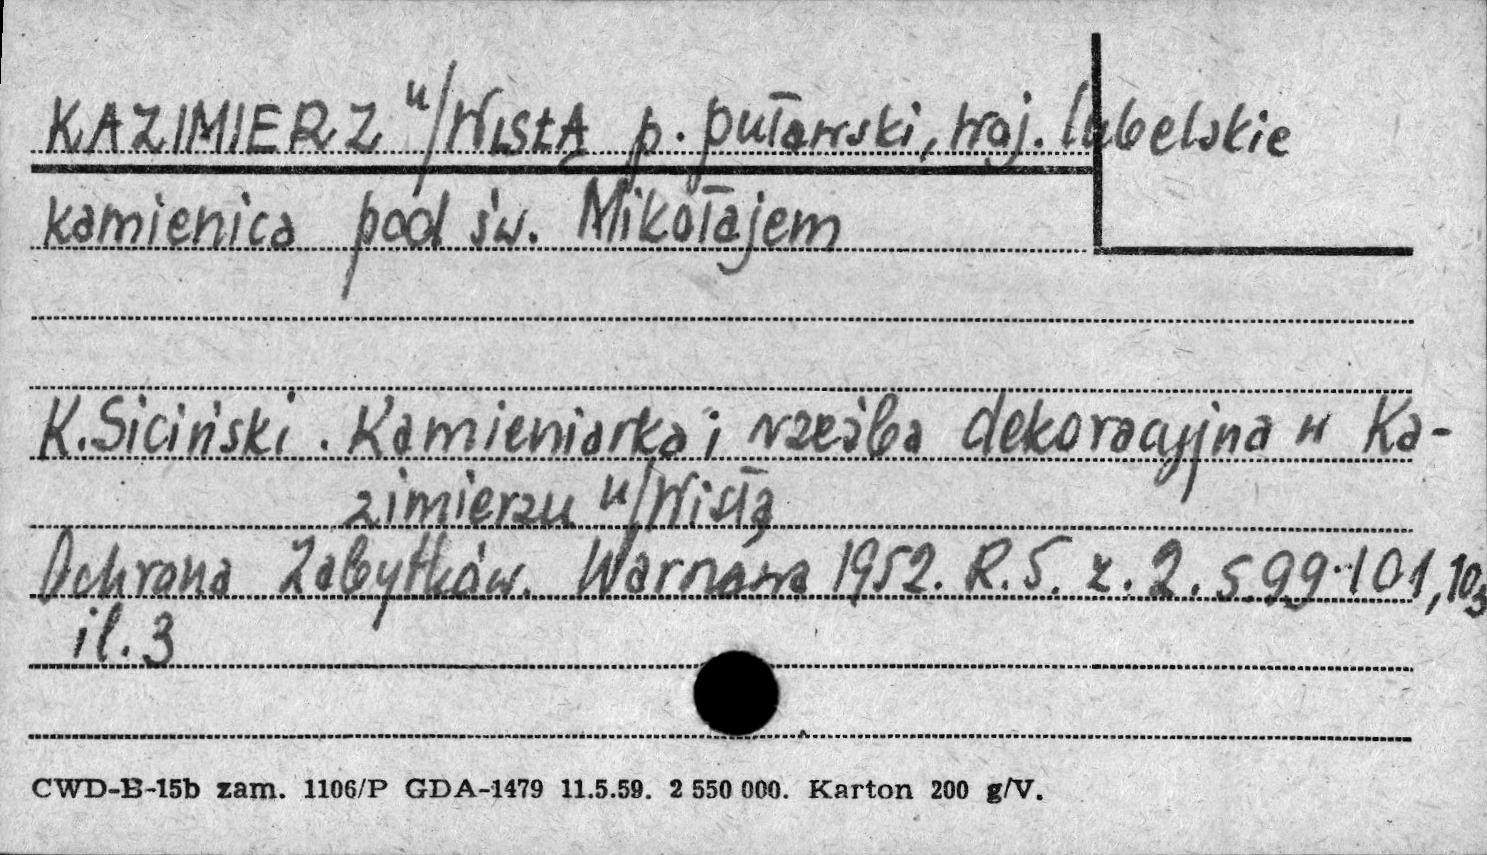 KAZIMIERZ n/WISŁĄ p. puławski, woj. lubelskie
kamienica pod św. Mikołajem
K. Siciński. Kamieniarka i rzeźba dekoracyjna w Ka-
zimierzu n/Wisłą
Ochrona Zabytków. Warszawa 1952. R.5. z.2. s.99-101, 103
il.3
CWD-B-15b zam. 1106/P GDA-1479 11.5.59. 2 550 000. Karton 200 g/V.